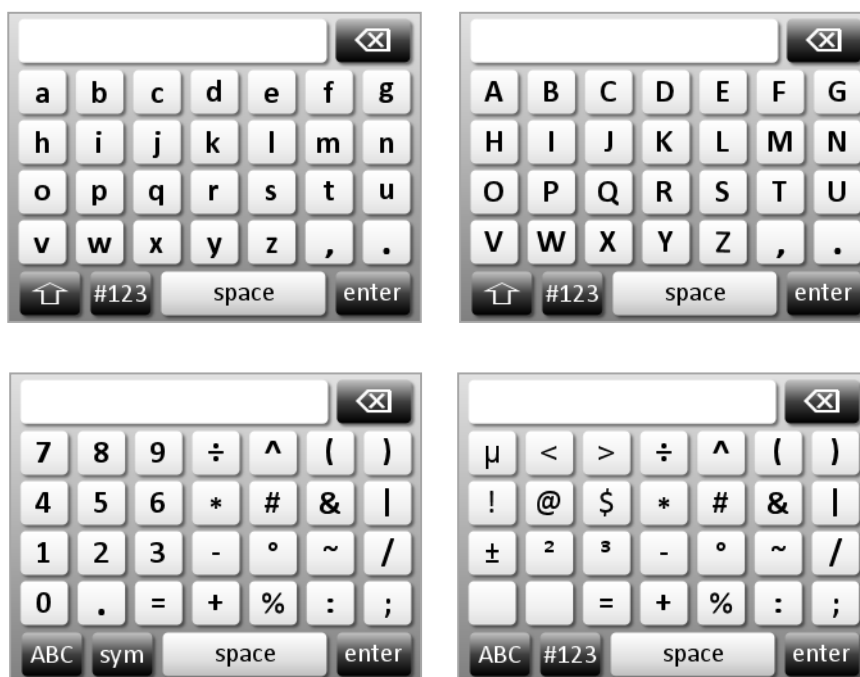 a b c d e f g
h i j k l m n
o p q r s t u
v w x y z , .
#123 space enter
A B C D E F G
H I J K L M N
O P Q R S T U
V W X Y Z , .
#123 space enter
7 8 9 ÷ ^ ( )
4 5 6 * # & |
1 2 3 - ° ~ /
0 . = + % : ;
ABC sym space enter
µ < > ÷ ^ ( )
! @ $ * # & |
± ² ³ - ° ~ /
= + % : ;
ABC #123 space enter